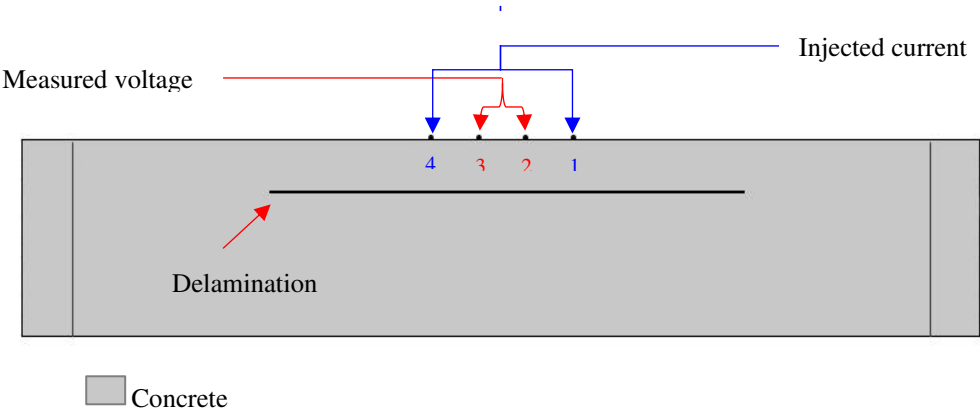 Injected current
Measured voltage
4 3 2 1
Delamination
Concrete